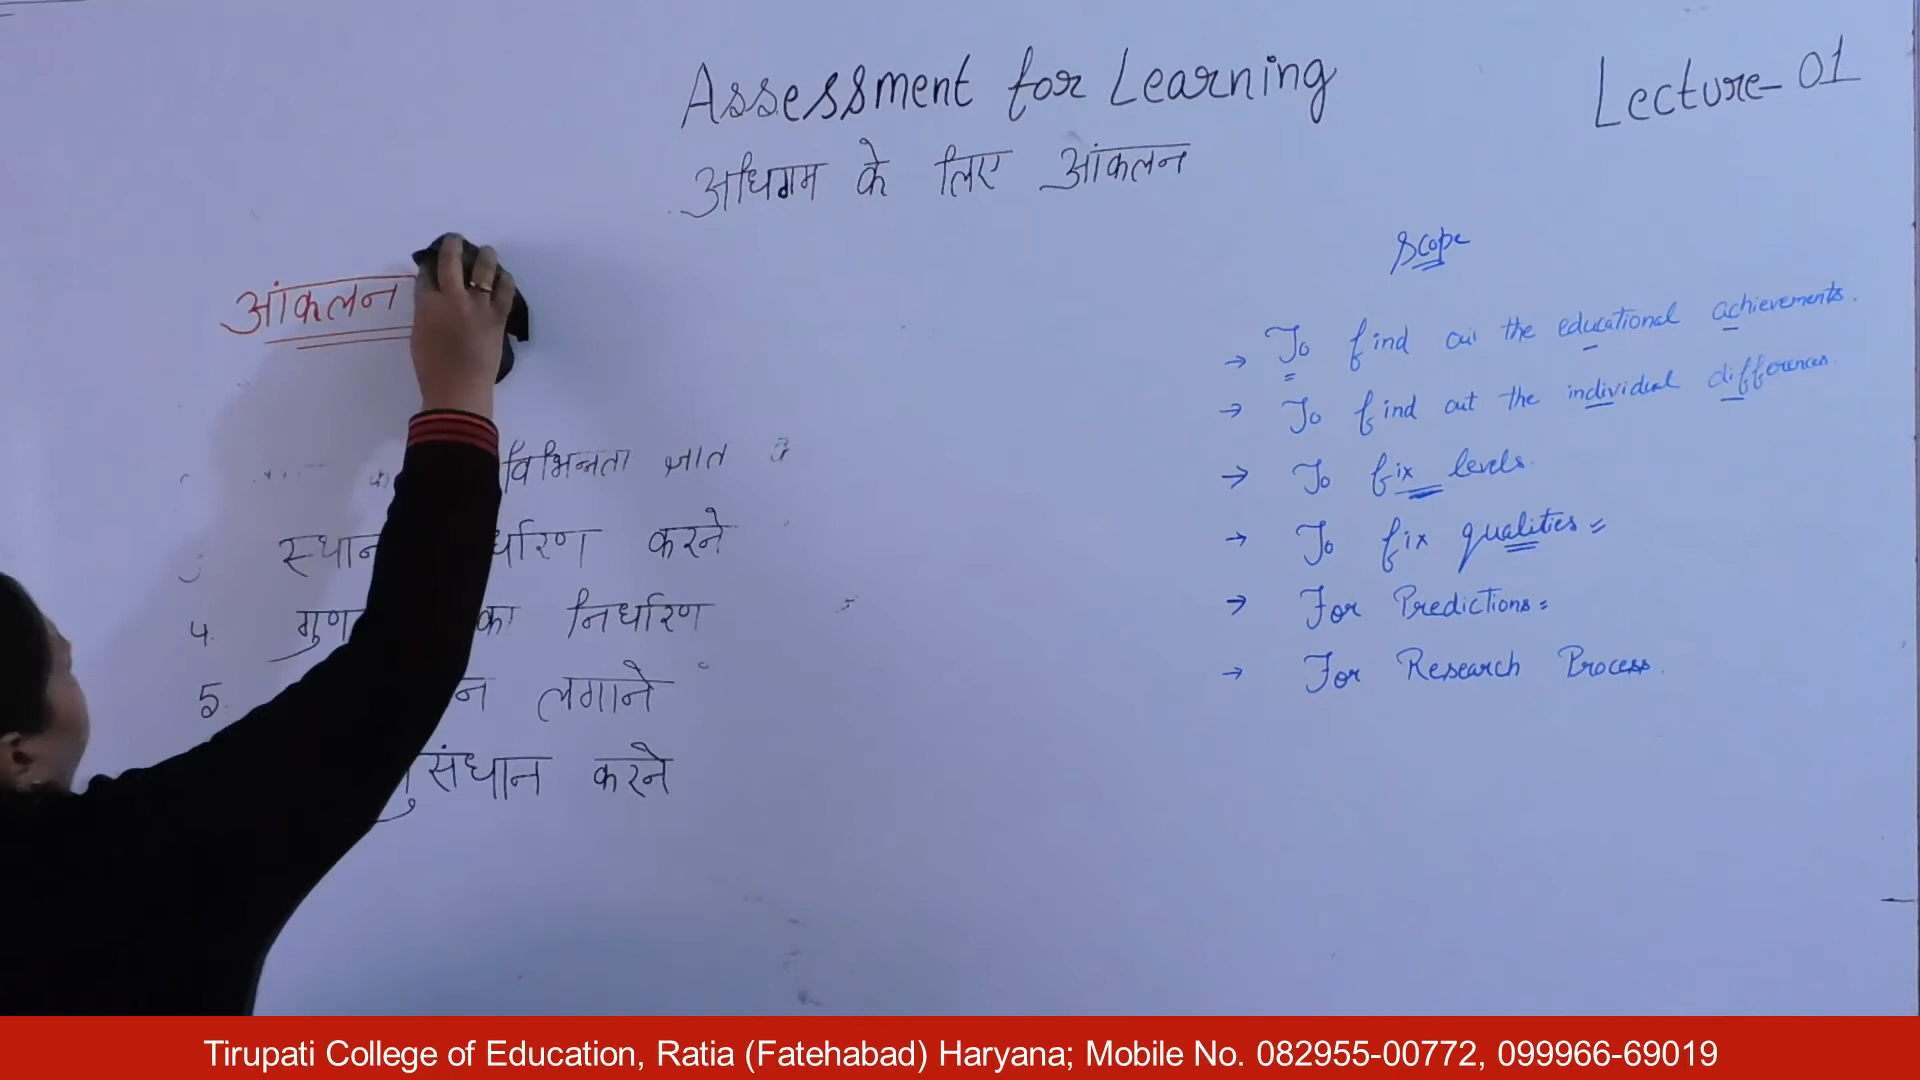 Assessment for Learning
Lecture-01
अधिगम के लिए आंकलन
आंकलन
विभिन्नता ज्ञात
स्थान र्धारण करने
4. गुण का निर्धारण
5. न लगाने
संधान करने
Scope
→ To find out the educational achievements.
→ To find out the individual differences.
→ To fix levels.
→ To fix qualities =
→ For Predictions =
→ For Research Process.
Tirupati College of Education, Ratia (Fatehabad) Haryana; Mobile No. 082955-00772, 099966-69019